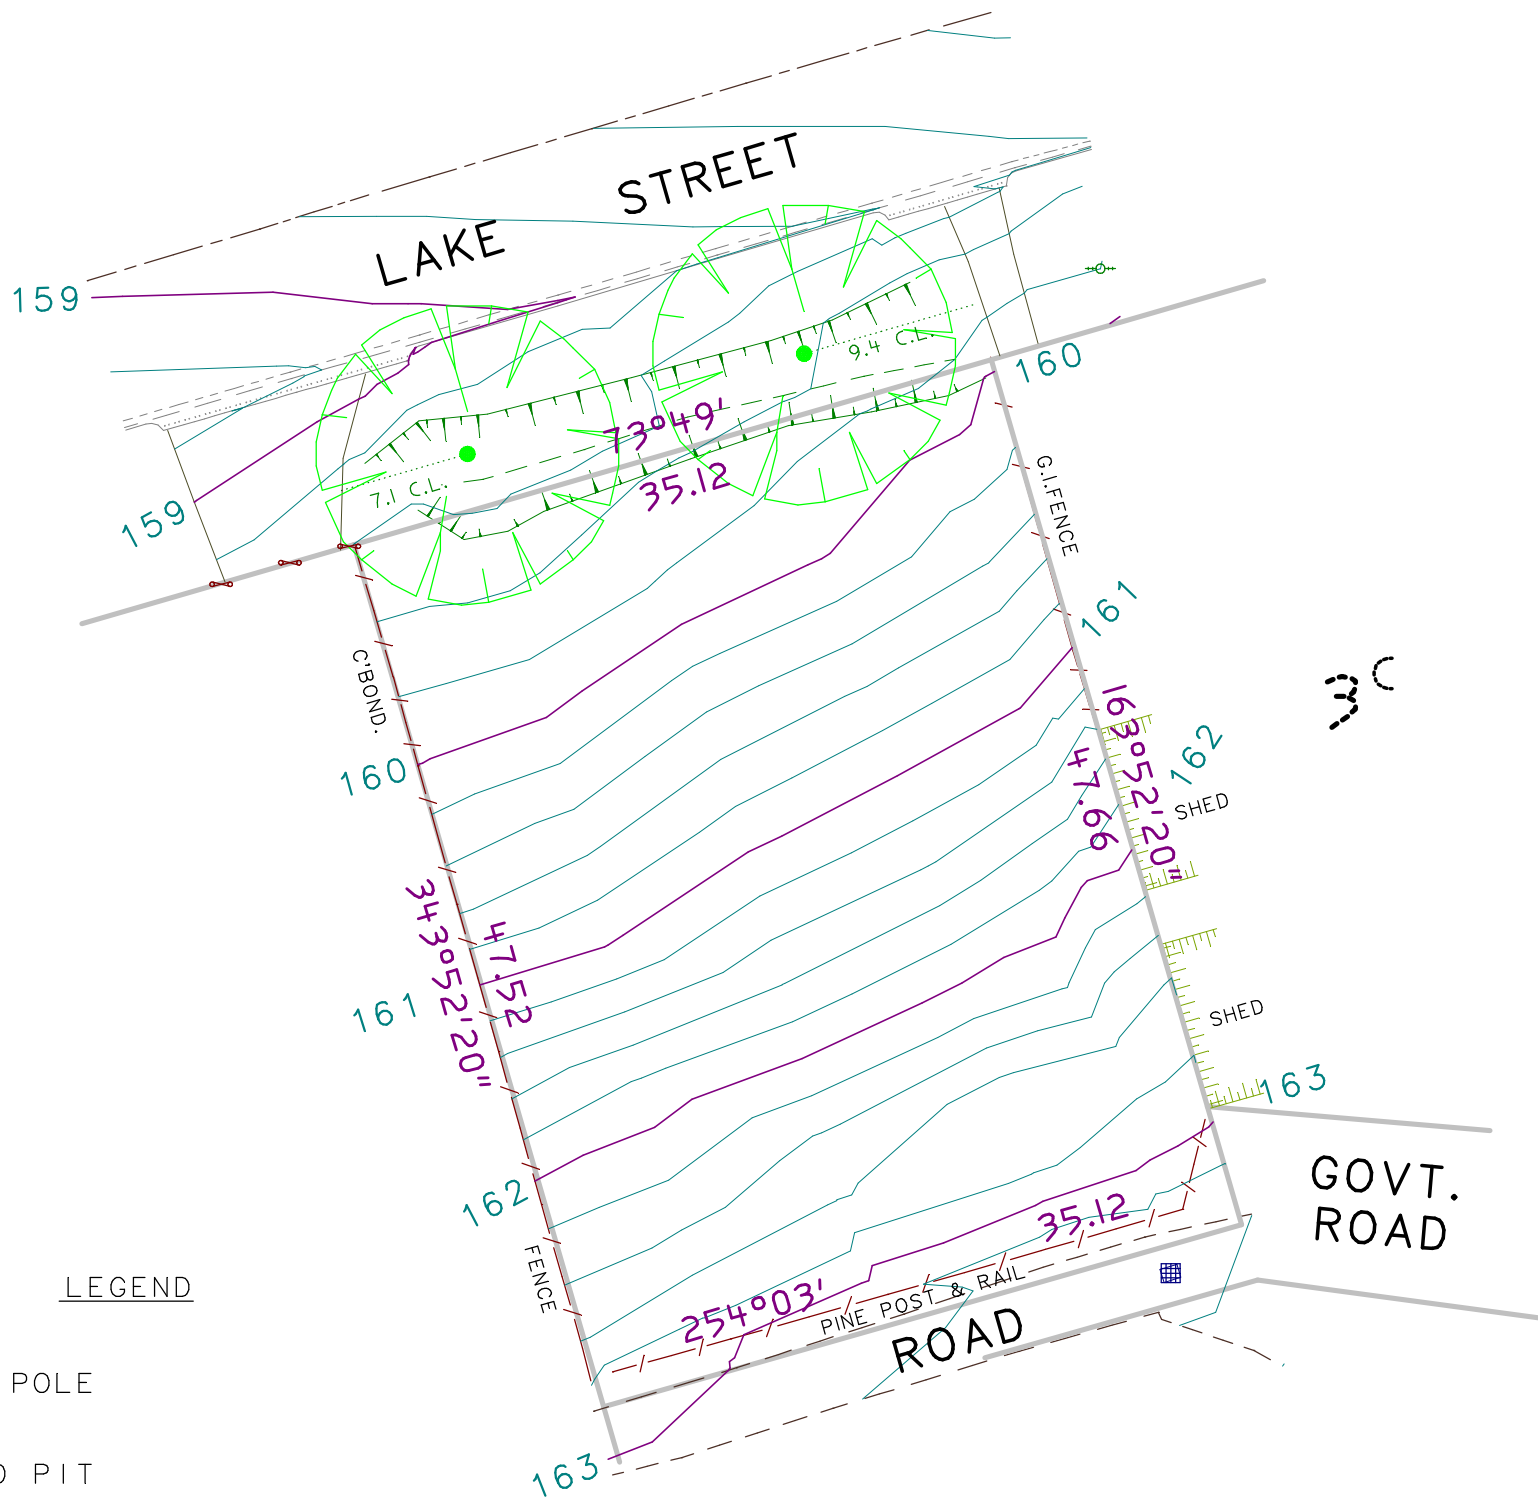 LAKE STREET
159
9.4 C.L.
160
73°49'
35.12
7.1 C.L.
159
G.I.FENCE
161
C'BOND.
3
163°52'20"
47.66
162
SHED
160
343°52'20"
47.52
161
SHED
163
GOVT.
ROAD
162
35.12
FENCE
254°03'
PINE POST & RAIL
ROAD
163
LEGEND
POLE
PIT